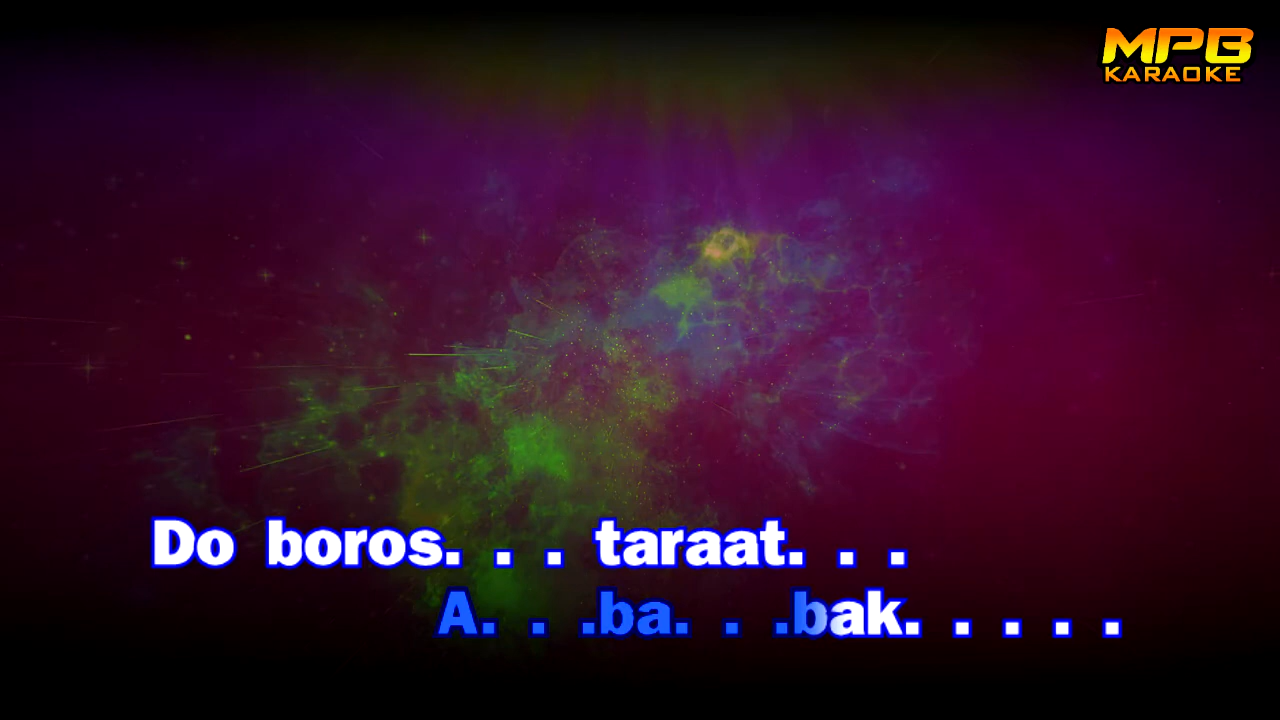 MPB
KARAOKE
Do boros. . . taraat. . .
A. . .ba. . .bak. . . . .